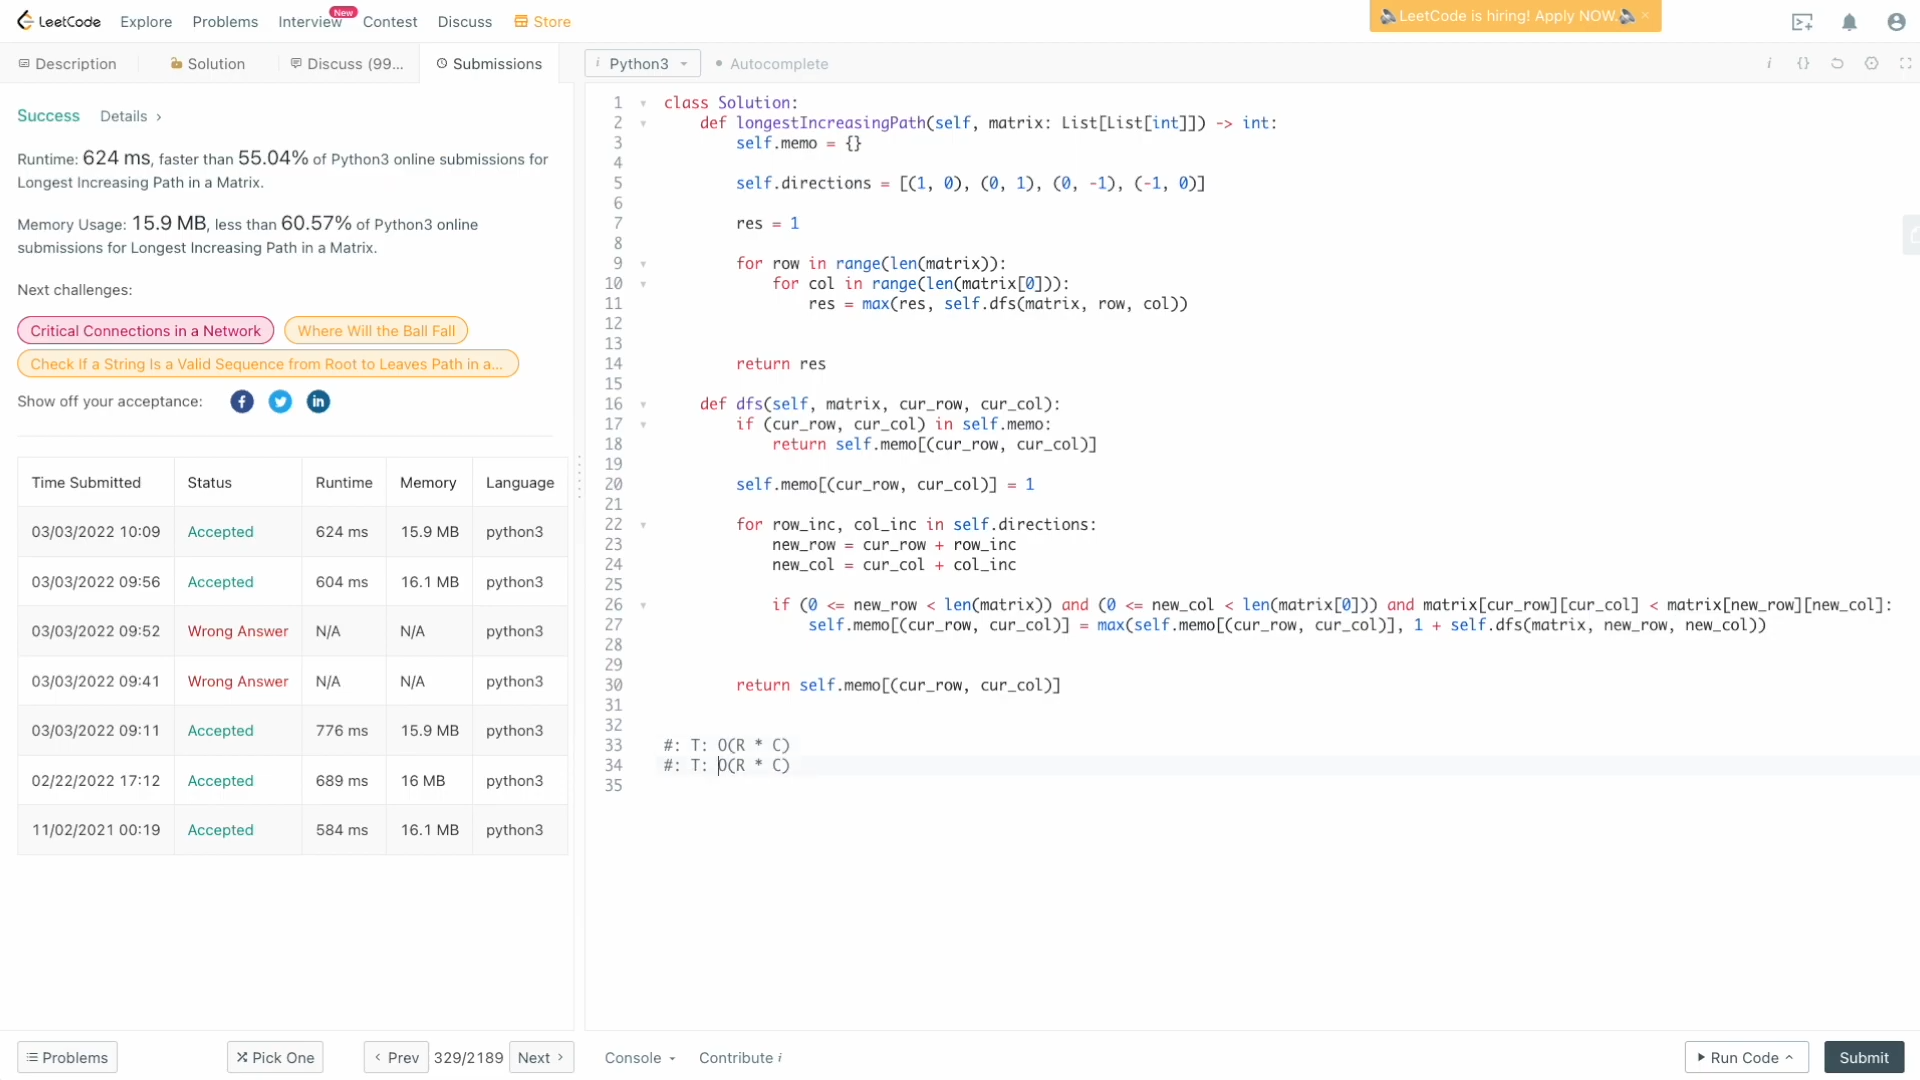 LeetCode Explore Problems Interview New Contest Discuss Store LeetCode is hiring! Apply NOW. ×
Description Solution Discuss (99... Submissions i Python3 Autocomplete i {}
Success Details ›
Runtime: 624 ms, faster than 55.04% of Python3 online submissions for
Longest Increasing Path in a Matrix.
Memory Usage: 15.9 MB, less than 60.57% of Python3 online
submissions for Longest Increasing Path in a Matrix.
Next challenges:
Critical Connections in a Network Where Will the Ball Fall
Check If a String Is a Valid Sequence from Root to Leaves Path in a...
Show off your acceptance:
Time Submitted Status Runtime Memory Language
03/03/2022 10:09 Accepted 624 ms 15.9 MB python3
03/03/2022 09:56 Accepted 604 ms 16.1 MB python3
03/03/2022 09:52 Wrong Answer N/A N/A python3
03/03/2022 09:41 Wrong Answer N/A N/A python3
03/03/2022 09:11 Accepted 776 ms 15.9 MB python3
02/22/2022 17:12 Accepted 689 ms 16 MB python3
11/02/2021 00:19 Accepted 584 ms 16.1 MB python3
1 class Solution:
2 def longestIncreasingPath(self, matrix: List[List[int]]) -> int:
3 self.memo = {}
4
5 self.directions = [(1, 0), (0, 1), (0, -1), (-1, 0)]
6
7 res = 1
8
9 for row in range(len(matrix)):
10 for col in range(len(matrix[0])):
11 res = max(res, self.dfs(matrix, row, col))
12
13
14 return res
15
16 def dfs(self, matrix, cur_row, cur_col):
17 if (cur_row, cur_col) in self.memo:
18 return self.memo[(cur_row, cur_col)]
19
20 self.memo[(cur_row, cur_col)] = 1
21
22 for row_inc, col_inc in self.directions:
23 new_row = cur_row + row_inc
24 new_col = cur_col + col_inc
25
26 if (0 <= new_row < len(matrix)) and (0 <= new_col < len(matrix[0])) and matrix[cur_row][cur_col] < matrix[new_row][new_col]:
27 self.memo[(cur_row, cur_col)] = max(self.memo[(cur_row, cur_col)], 1 + self.dfs(matrix, new_row, new_col))
28
29
30 return self.memo[(cur_row, cur_col)]
31
32
33 #: T: O(R * C)
34 #: T: O(R * C)
35
Problems Pick One ‹ Prev 329/2189 Next › Console Contribute i Run Code Submit